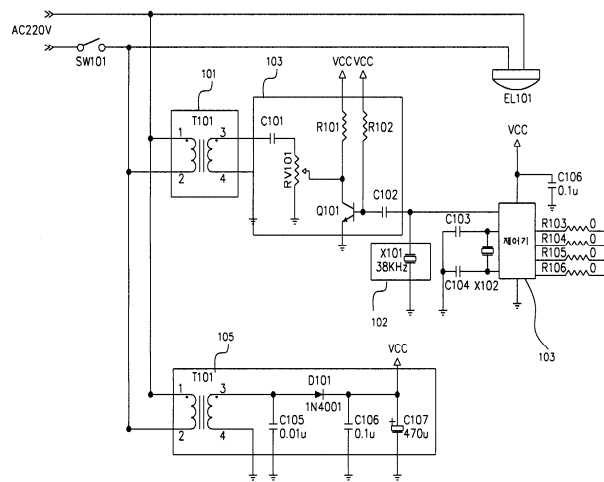 AC220V
SW101
EL101
101
T101
1
3
2
4
103
VCC
VCC
C101
RV101
R101
R102
Q101
C102
X101
38KHz
102
VCC
C106
0.1u
C103
C104
X102
제어기
R103
0
R104
0
R105
0
R106
0
103
105
T101
1
3
2
4
D101
1N4001
VCC
C105
0.01u
C106
0.1u
+
C107
470u